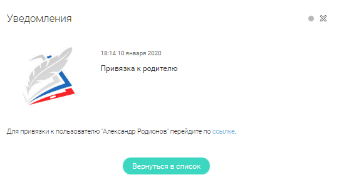 Уведомления
18:14 10 января 2020
Привязка к родителю
Для привязки к пользователю "Александр Родионов" перейдите по ссылке.
Вернуться в список